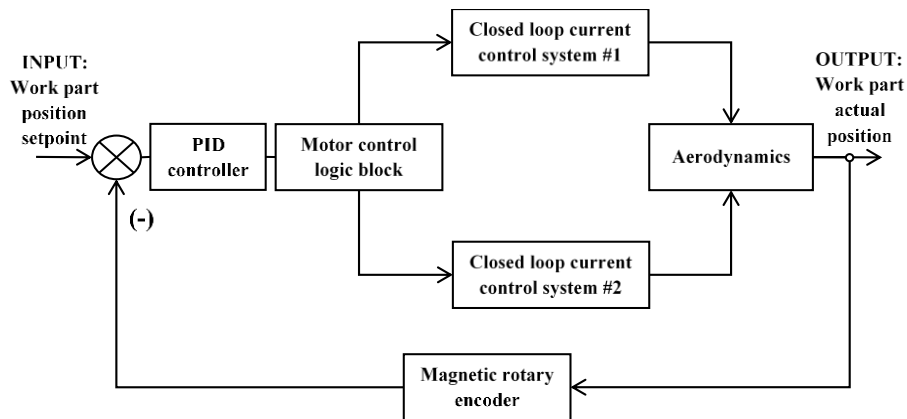 Closed loop current
control system #1
INPUT:
Work part
position
setpoint
OUTPUT:
Work part
actual
position
PID
controller
Motor control
logic block
Aerodynamics
(-)
Closed loop current
control system #2
Magnetic rotary
encoder